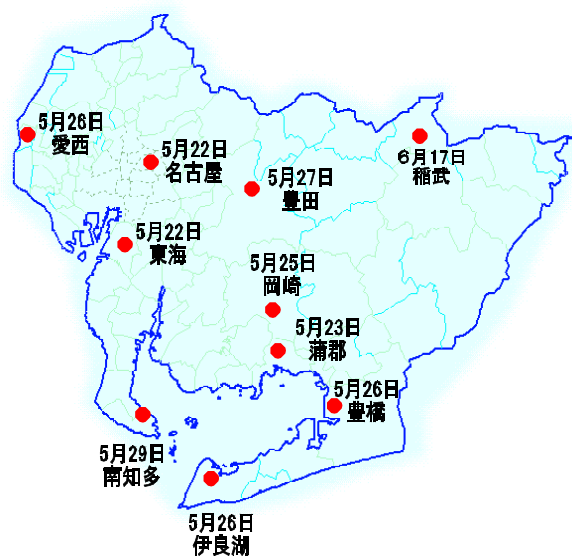 5月26日
愛西
5月22日
名古屋
6月17日
稲武
5月27日
豊田
5月22日
東海
5月25日
岡崎
5月23日
蒲郡
5月26日
豊橋
5月29日
南知多
5月26日
伊良湖